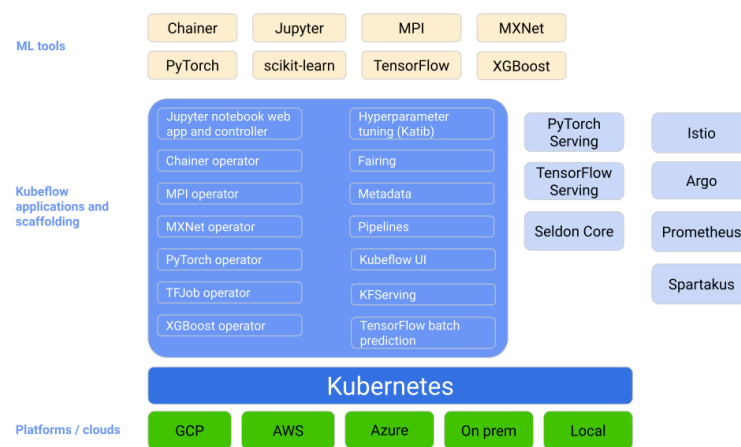 ML tools
Chainer
Jupyter
MPI
MXNet
PyTorch
scikit-learn
TensorFlow
XGBoost
Kubeflow
applications and
scaffolding
Jupyter notebook web
app and controller
Chainer operator
MPI operator
MXNet operator
PyTorch operator
TFJob operator
XGBoost operator
Hyperparameter
tuning (Katib)
Fairing
Metadata
Pipelines
Kubeflow UI
KFServing
TensorFlow batch
prediction
PyTorch
Serving
TensorFlow
Serving
Seldon Core
Istio
Argo
Prometheus
Spartakus
Kubernetes
Platforms / clouds
GCP
AWS
Azure
On prem
Local